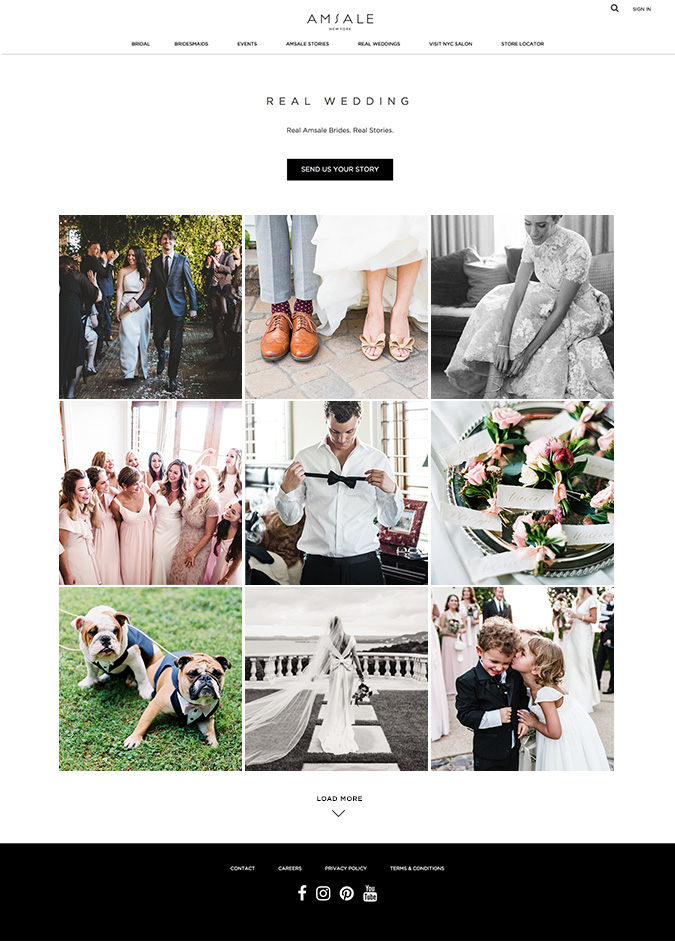 AMSALE
NEW YORK
SIGN IN
BRIDAL BRIDESMAIDS EVENTS AMSALE STORIES REAL WEDDINGS VISIT NYC SALON STORE LOCATOR
REAL WEDDING
Real Amsale Brides. Real Stories.
SEND US YOUR STORY
LOAD MORE
CONTACT CAREERS PRIVACY POLICY TERMS & CONDITIONS
You
Tube